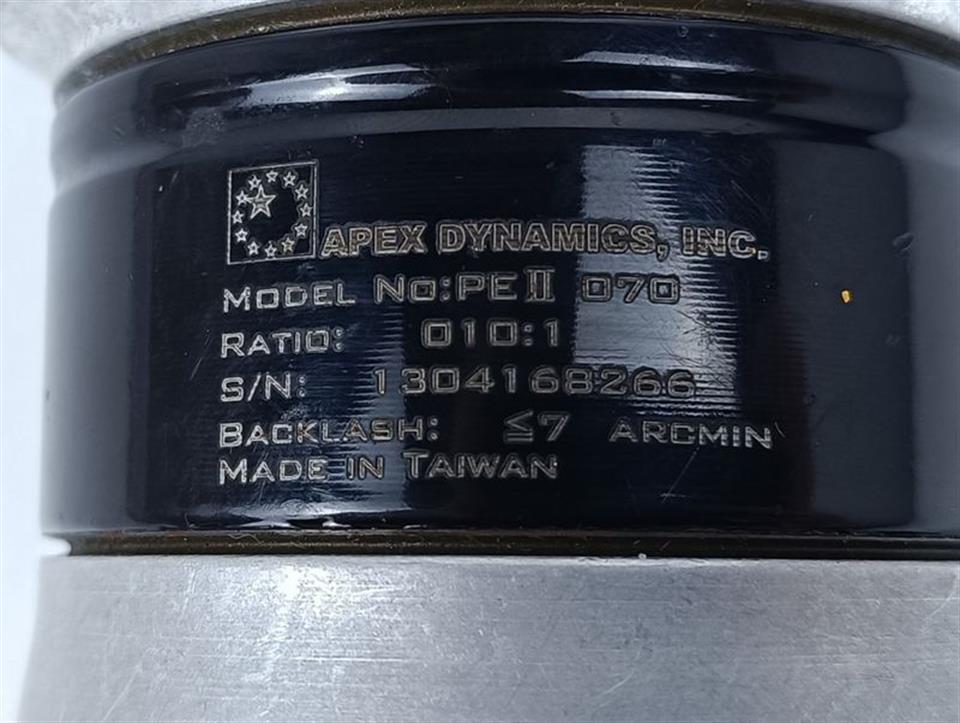 APEX DYNAMICS, INC.
MODEL NO:PEII 070
RATIO: 010:1
S/N: 1304168266
BACKLASH: ≤7 ARCMIN
MADE IN TAIWAN